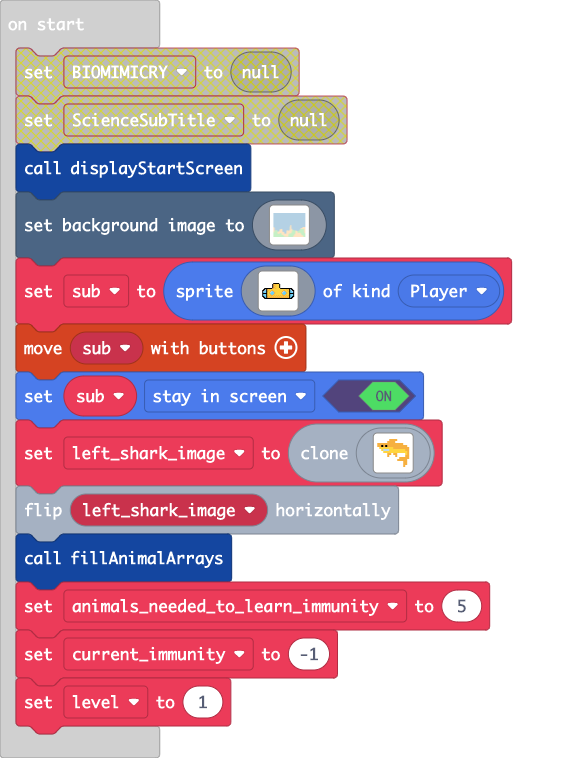 on start
set BIOMIMICRY to null
set ScienceSubTitle to null
call displayStartScreen
set background image to
set sub to sprite of kind Player
move sub with buttons
set sub stay in screen ON
set left_shark_image to clone
flip left_shark_image horizontally
call fillAnimalArrays
set animals_needed_to_learn_immunity to 5
set current_immunity to -1
set level to 1